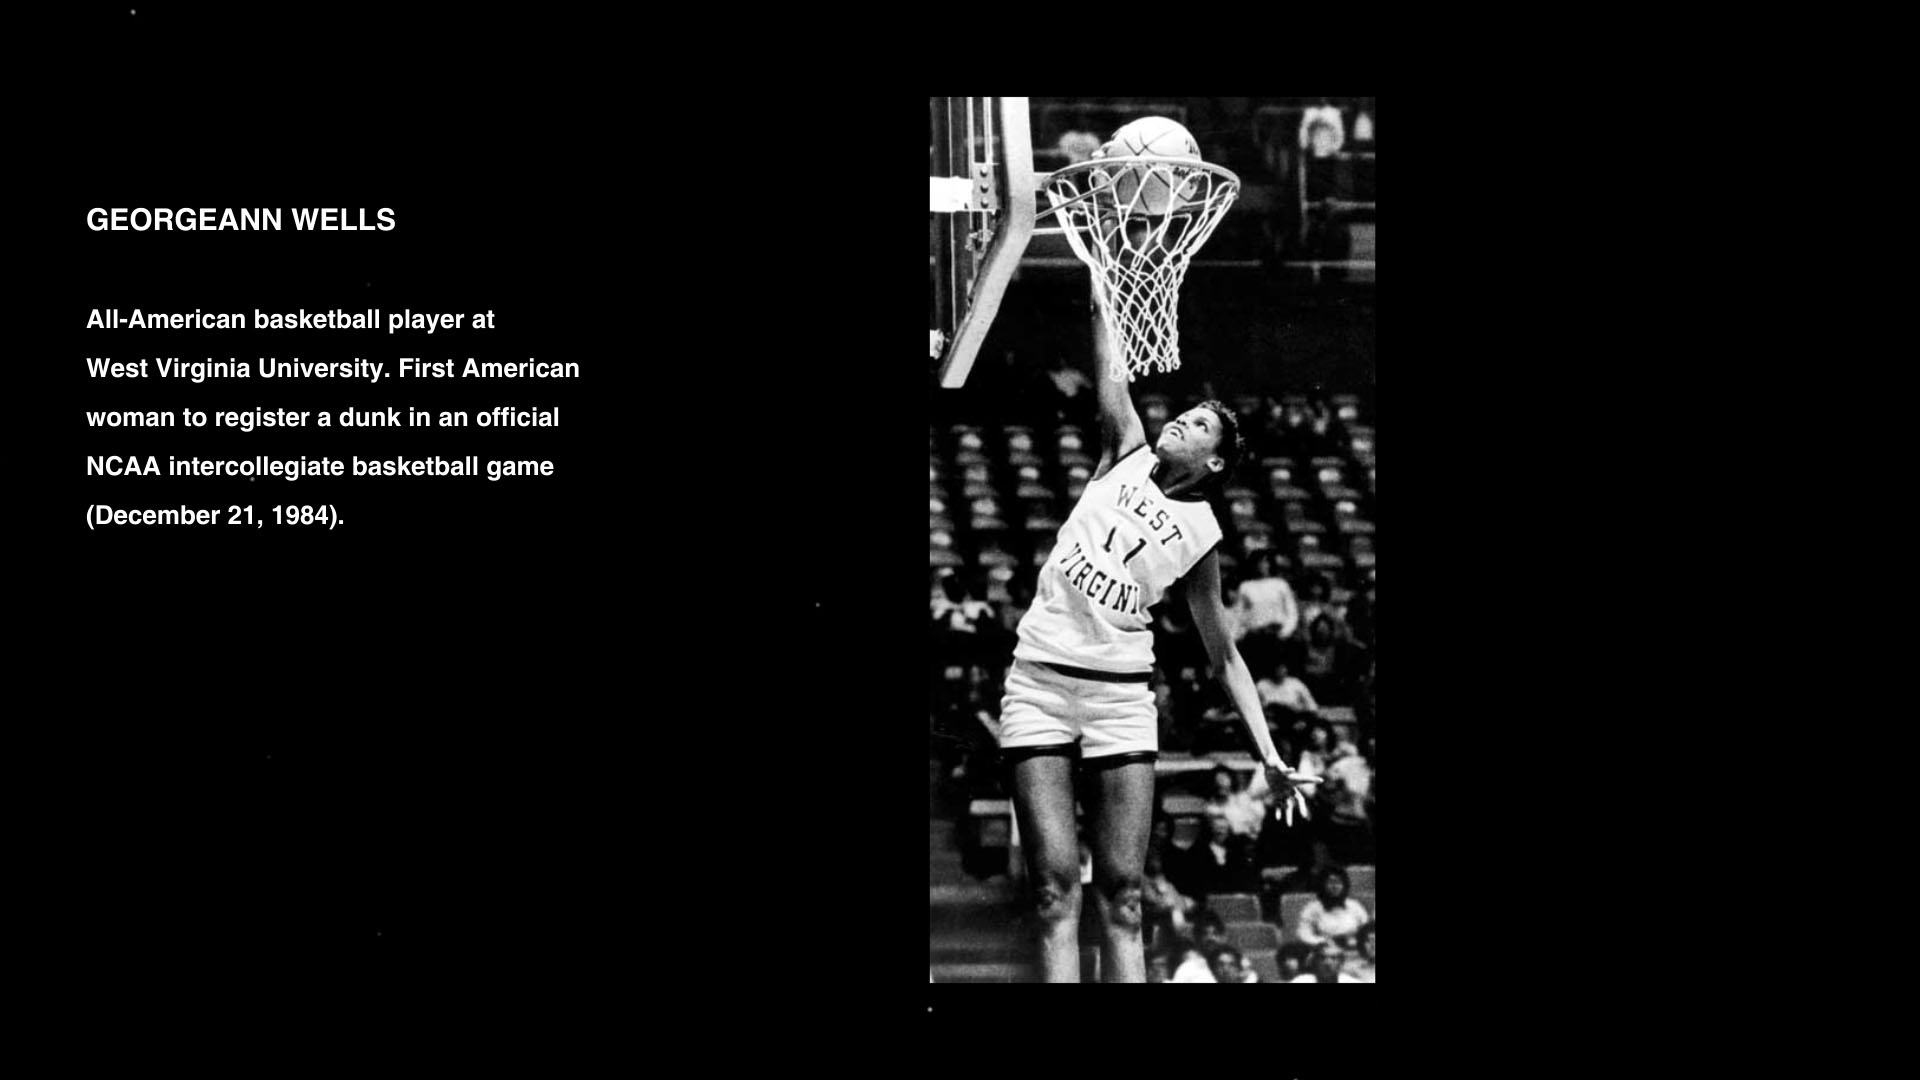 GEORGEANN WELLS
All-American basketball player at
West Virginia University. First American
woman to register a dunk in an official
NCAA intercollegiate basketball game
(December 21, 1984).
WEST
11
VIRGINI